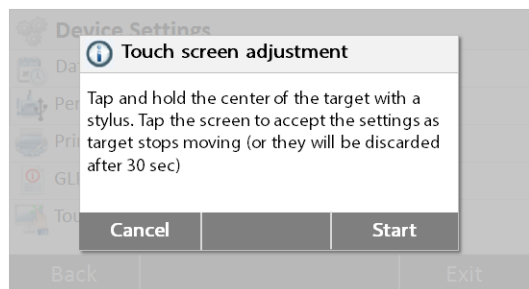 Device Settings
Touch screen adjustment
Tap and hold the center of the target with a
stylus. Tap the screen to accept the settings as
target stops moving (or they will be discarded
after 30 sec)
Cancel
Start
Back
Exit